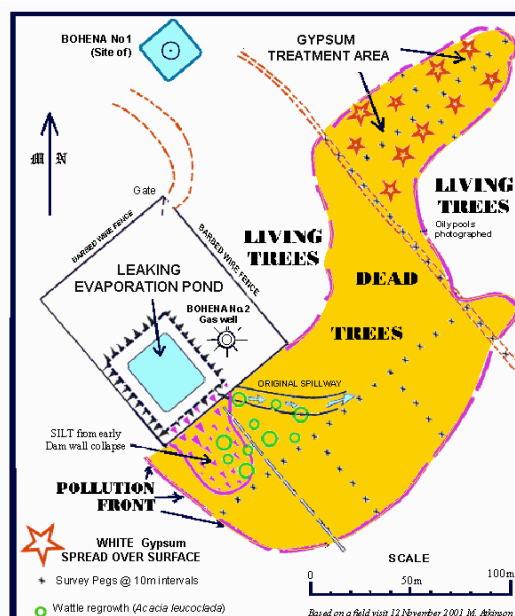 BOHENA No1
(Site of)
GYPSUM
TREATMENT AREA
M N
Gate
BARBED WIRE FENCE
BARBED WIRE FENCE
LIVING
TREES
Oily pools
photographed
LIVING
TREES
DEAD
TREES
LEAKING
EVAPORATION POND
BOHENA No.2
Gas well
ORIGINAL SPILLWAY
SILT from early
Dam wall collapse
POLLUTION
FRONT
WHITE Gypsum
SPREAD OVER SURFACE
Survey Pegs @ 10m intervals
Wattle regrowth (Acacia leucoclada)
SCALE
0 50m 100m
Based on a field visit 12 November 2001 M. Atkinson